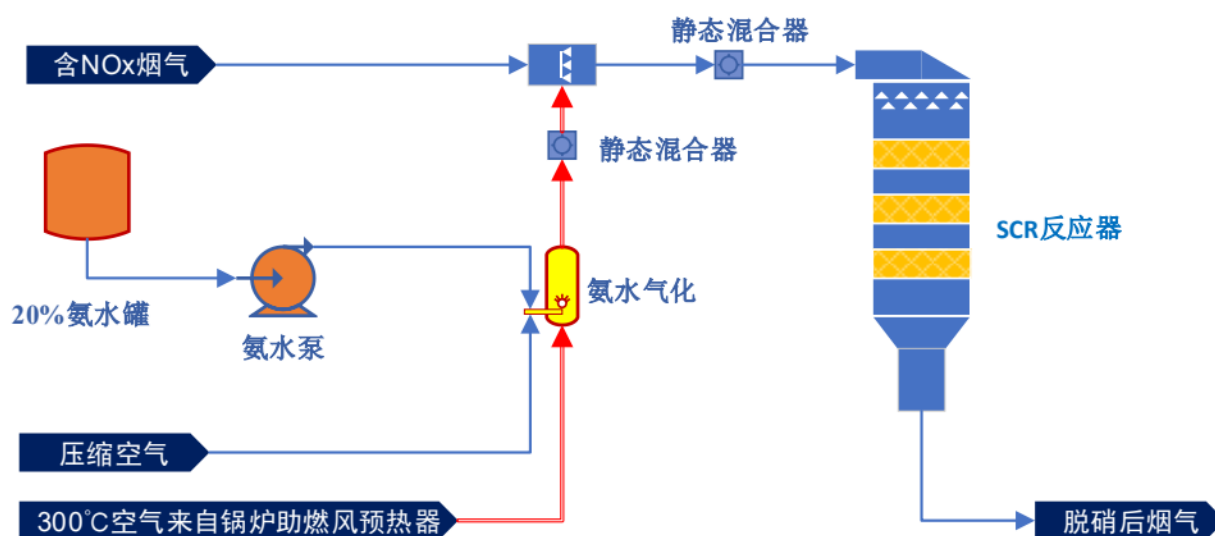 静态混合器
含NOx烟气
静态混合器
SCR反应器
氨水气化
20%氨水罐
氨水泵
压缩空气
300℃空气来自锅炉助燃风预热器
脱硝后烟气